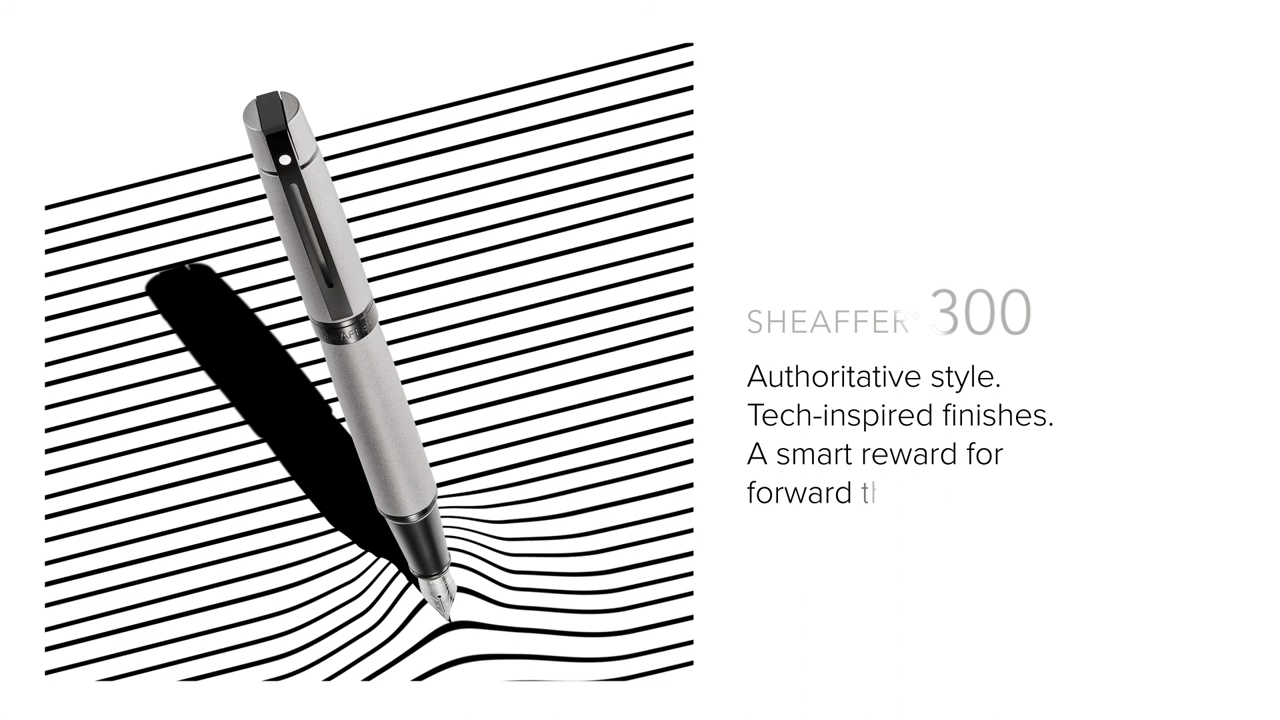 SHEAFFER® 300
Authoritative style.
Tech-inspired finishes.
A smart reward for
forward